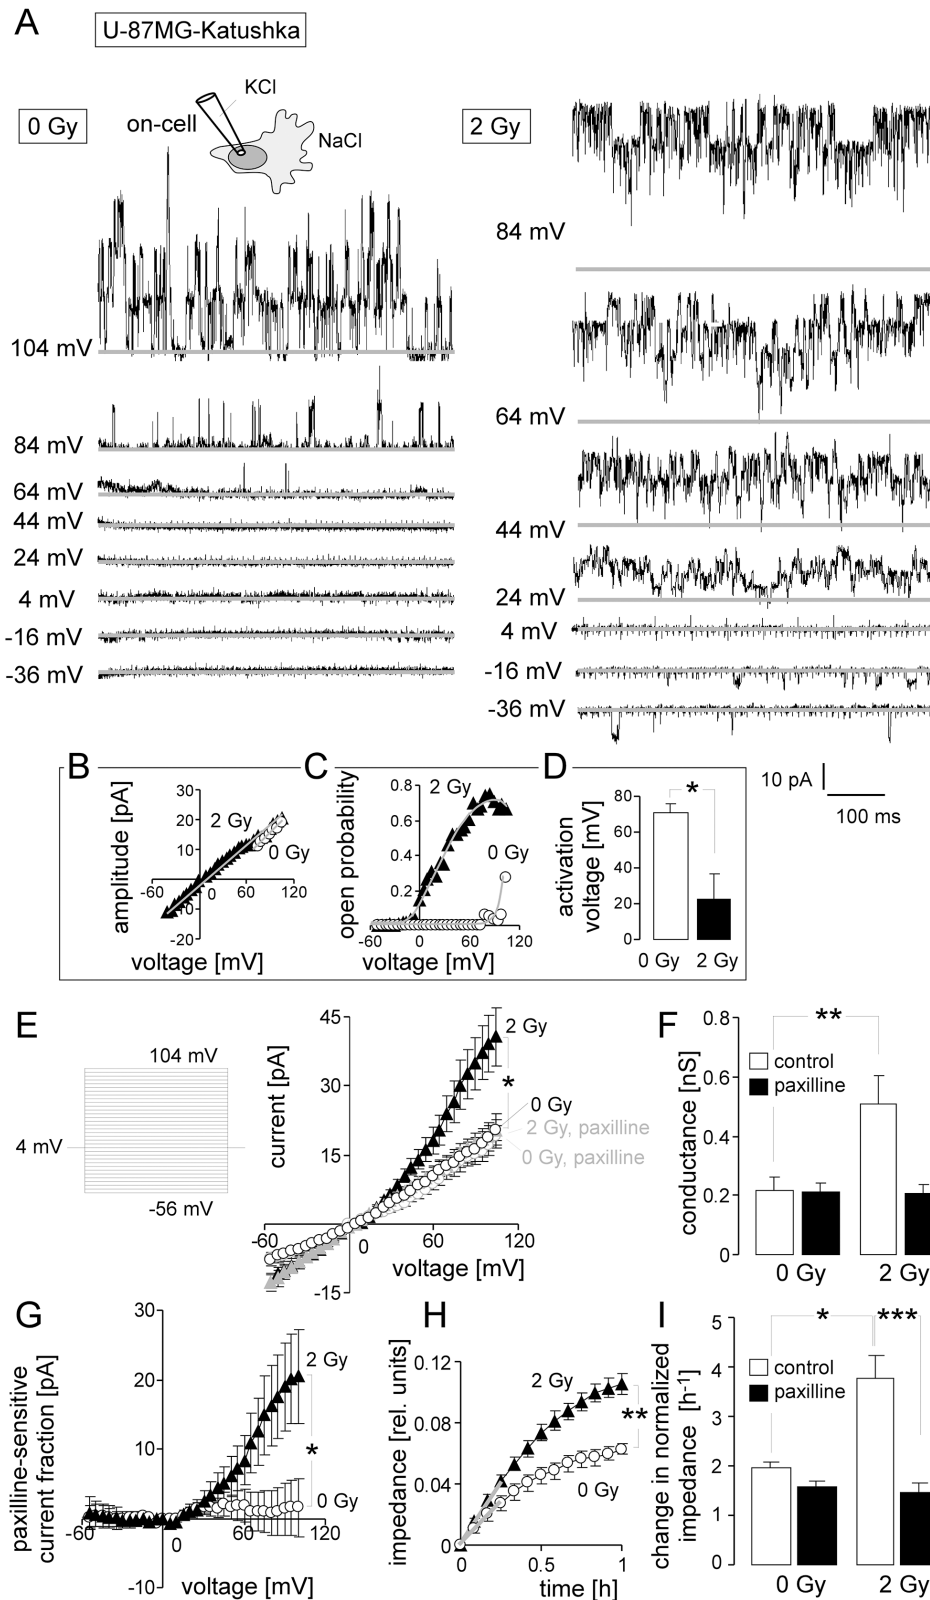 A
U-87MG-Katushka
0 Gy
on-cell
KCl
NaCl
104 mV
84 mV
64 mV
44 mV
24 mV
4 mV
-16 mV
-36 mV
2 Gy
84 mV
64 mV
44 mV
24 mV
4 mV
-16 mV
-36 mV
10 pA
100 ms
B
amplitude [pA]
30
20
10
-10
-20
-60
0
60
120
2 Gy
0 Gy
voltage [mV]
C
open probability
0.8
0.6
0.4
0.2
-60
0
60
120
2 Gy
0 Gy
voltage [mV]
D
activation
voltage [mV]
80
60
40
20
0
*
0 Gy
2 Gy
E
104 mV
4 mV
-56 mV
current [pA]
45
30
15
-15
-60
0
60
120
2 Gy
*
0 Gy
2 Gy, paxilline
0 Gy, paxilline
voltage [mV]
F
conductance [nS]
0.8
0.6
0.4
0.2
0
**
control
paxilline
0 Gy
2 Gy
G
paxilline-sensitive
current fraction [pA]
30
20
10
-10
-60
0
60
120
2 Gy
*
0 Gy
voltage [mV]
H
impedance [rel. units]
0.12
0.08
0.04
0
0
0.5
1
2 Gy
**
0 Gy
time [h]
I
change in normalized
impedance [h-1]
5
4
3
2
1
0
*
***
control
paxilline
0 Gy
2 Gy